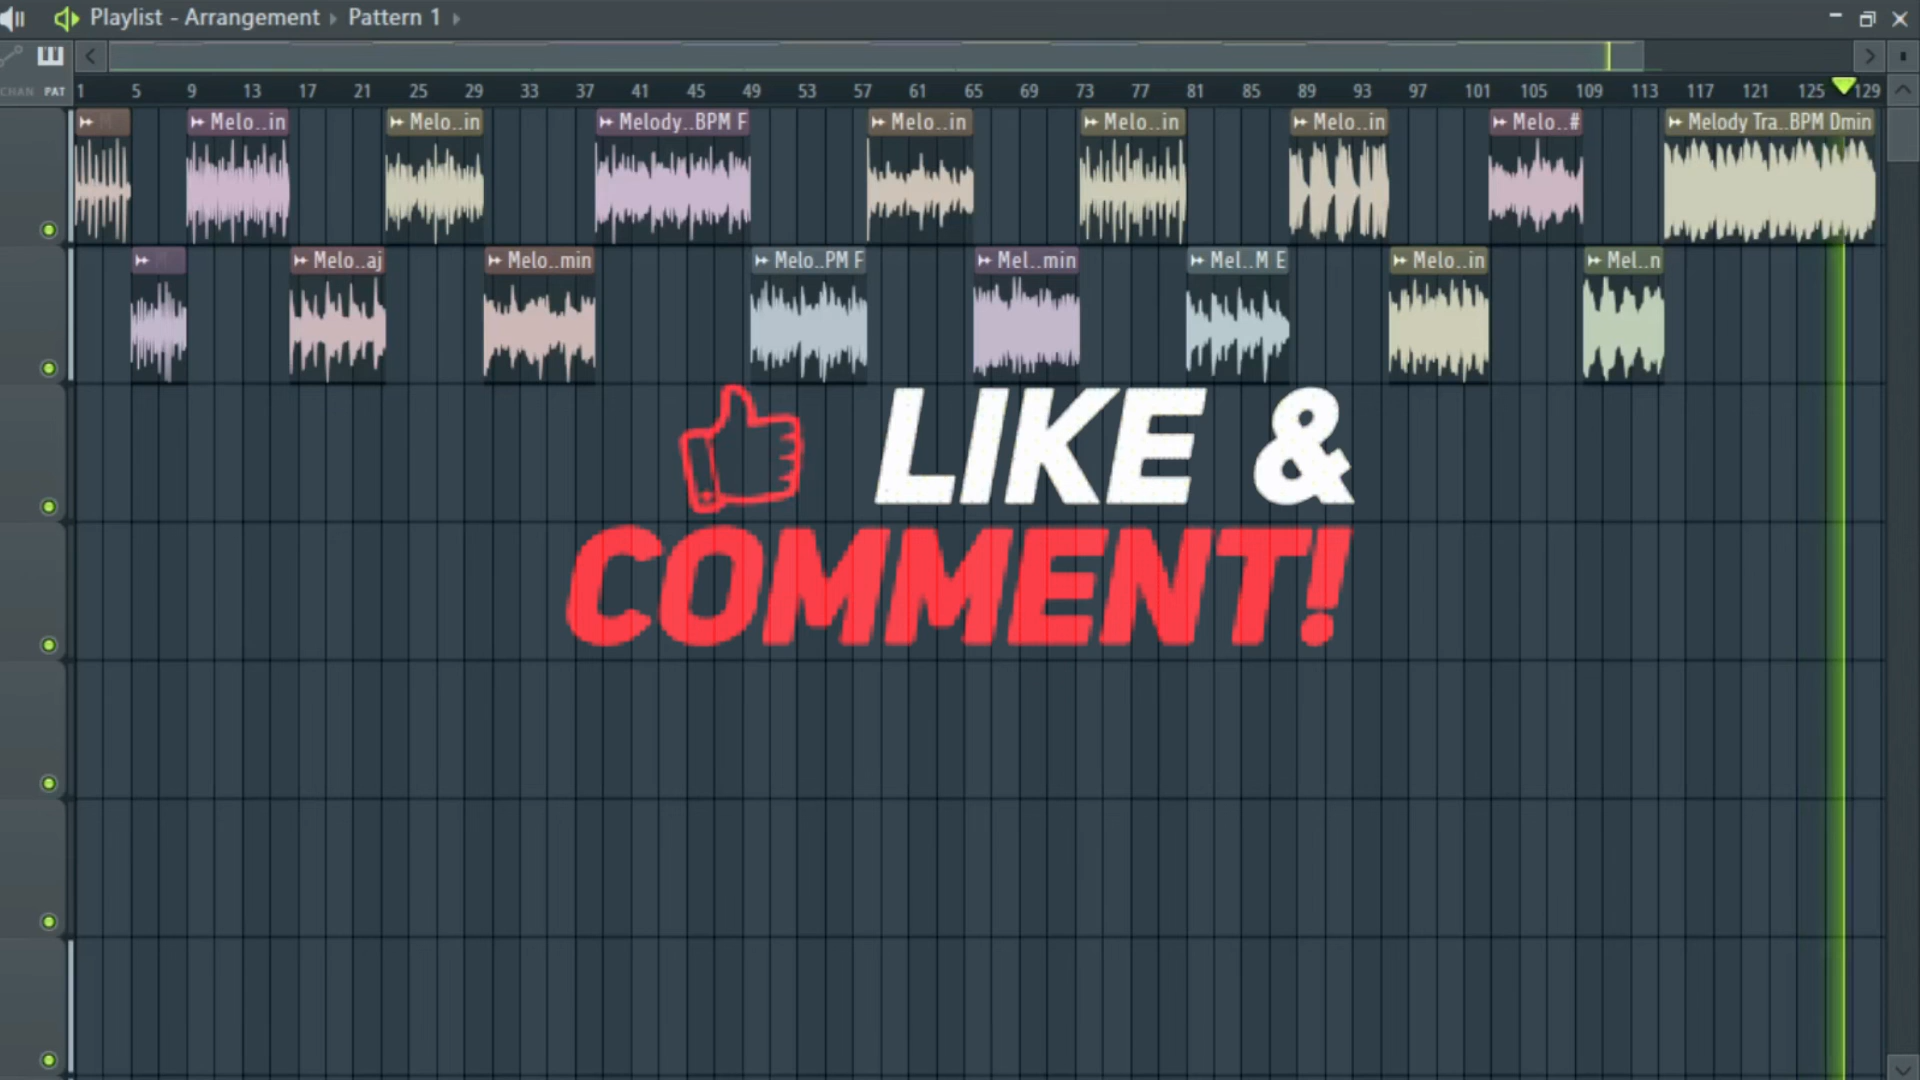 Playlist - Arrangement › Pattern 1 ›
CHAN PAT 1 5 9 13 17 21 25 29 33 37 41 45 49 53 57 61 65 69 73 77 81 85 89 93 97 101 105 109 113 117 121 125 129
Melo..in Melo..in Melody..BPM F Melo..in Melo..in Melo..in Melo..# Melody Tra..BPM Dmin
Melo..aj Melo..min Melo..PM F Mel..min Mel..M E Melo..in Mel..n
LIKE &
COMMENT!